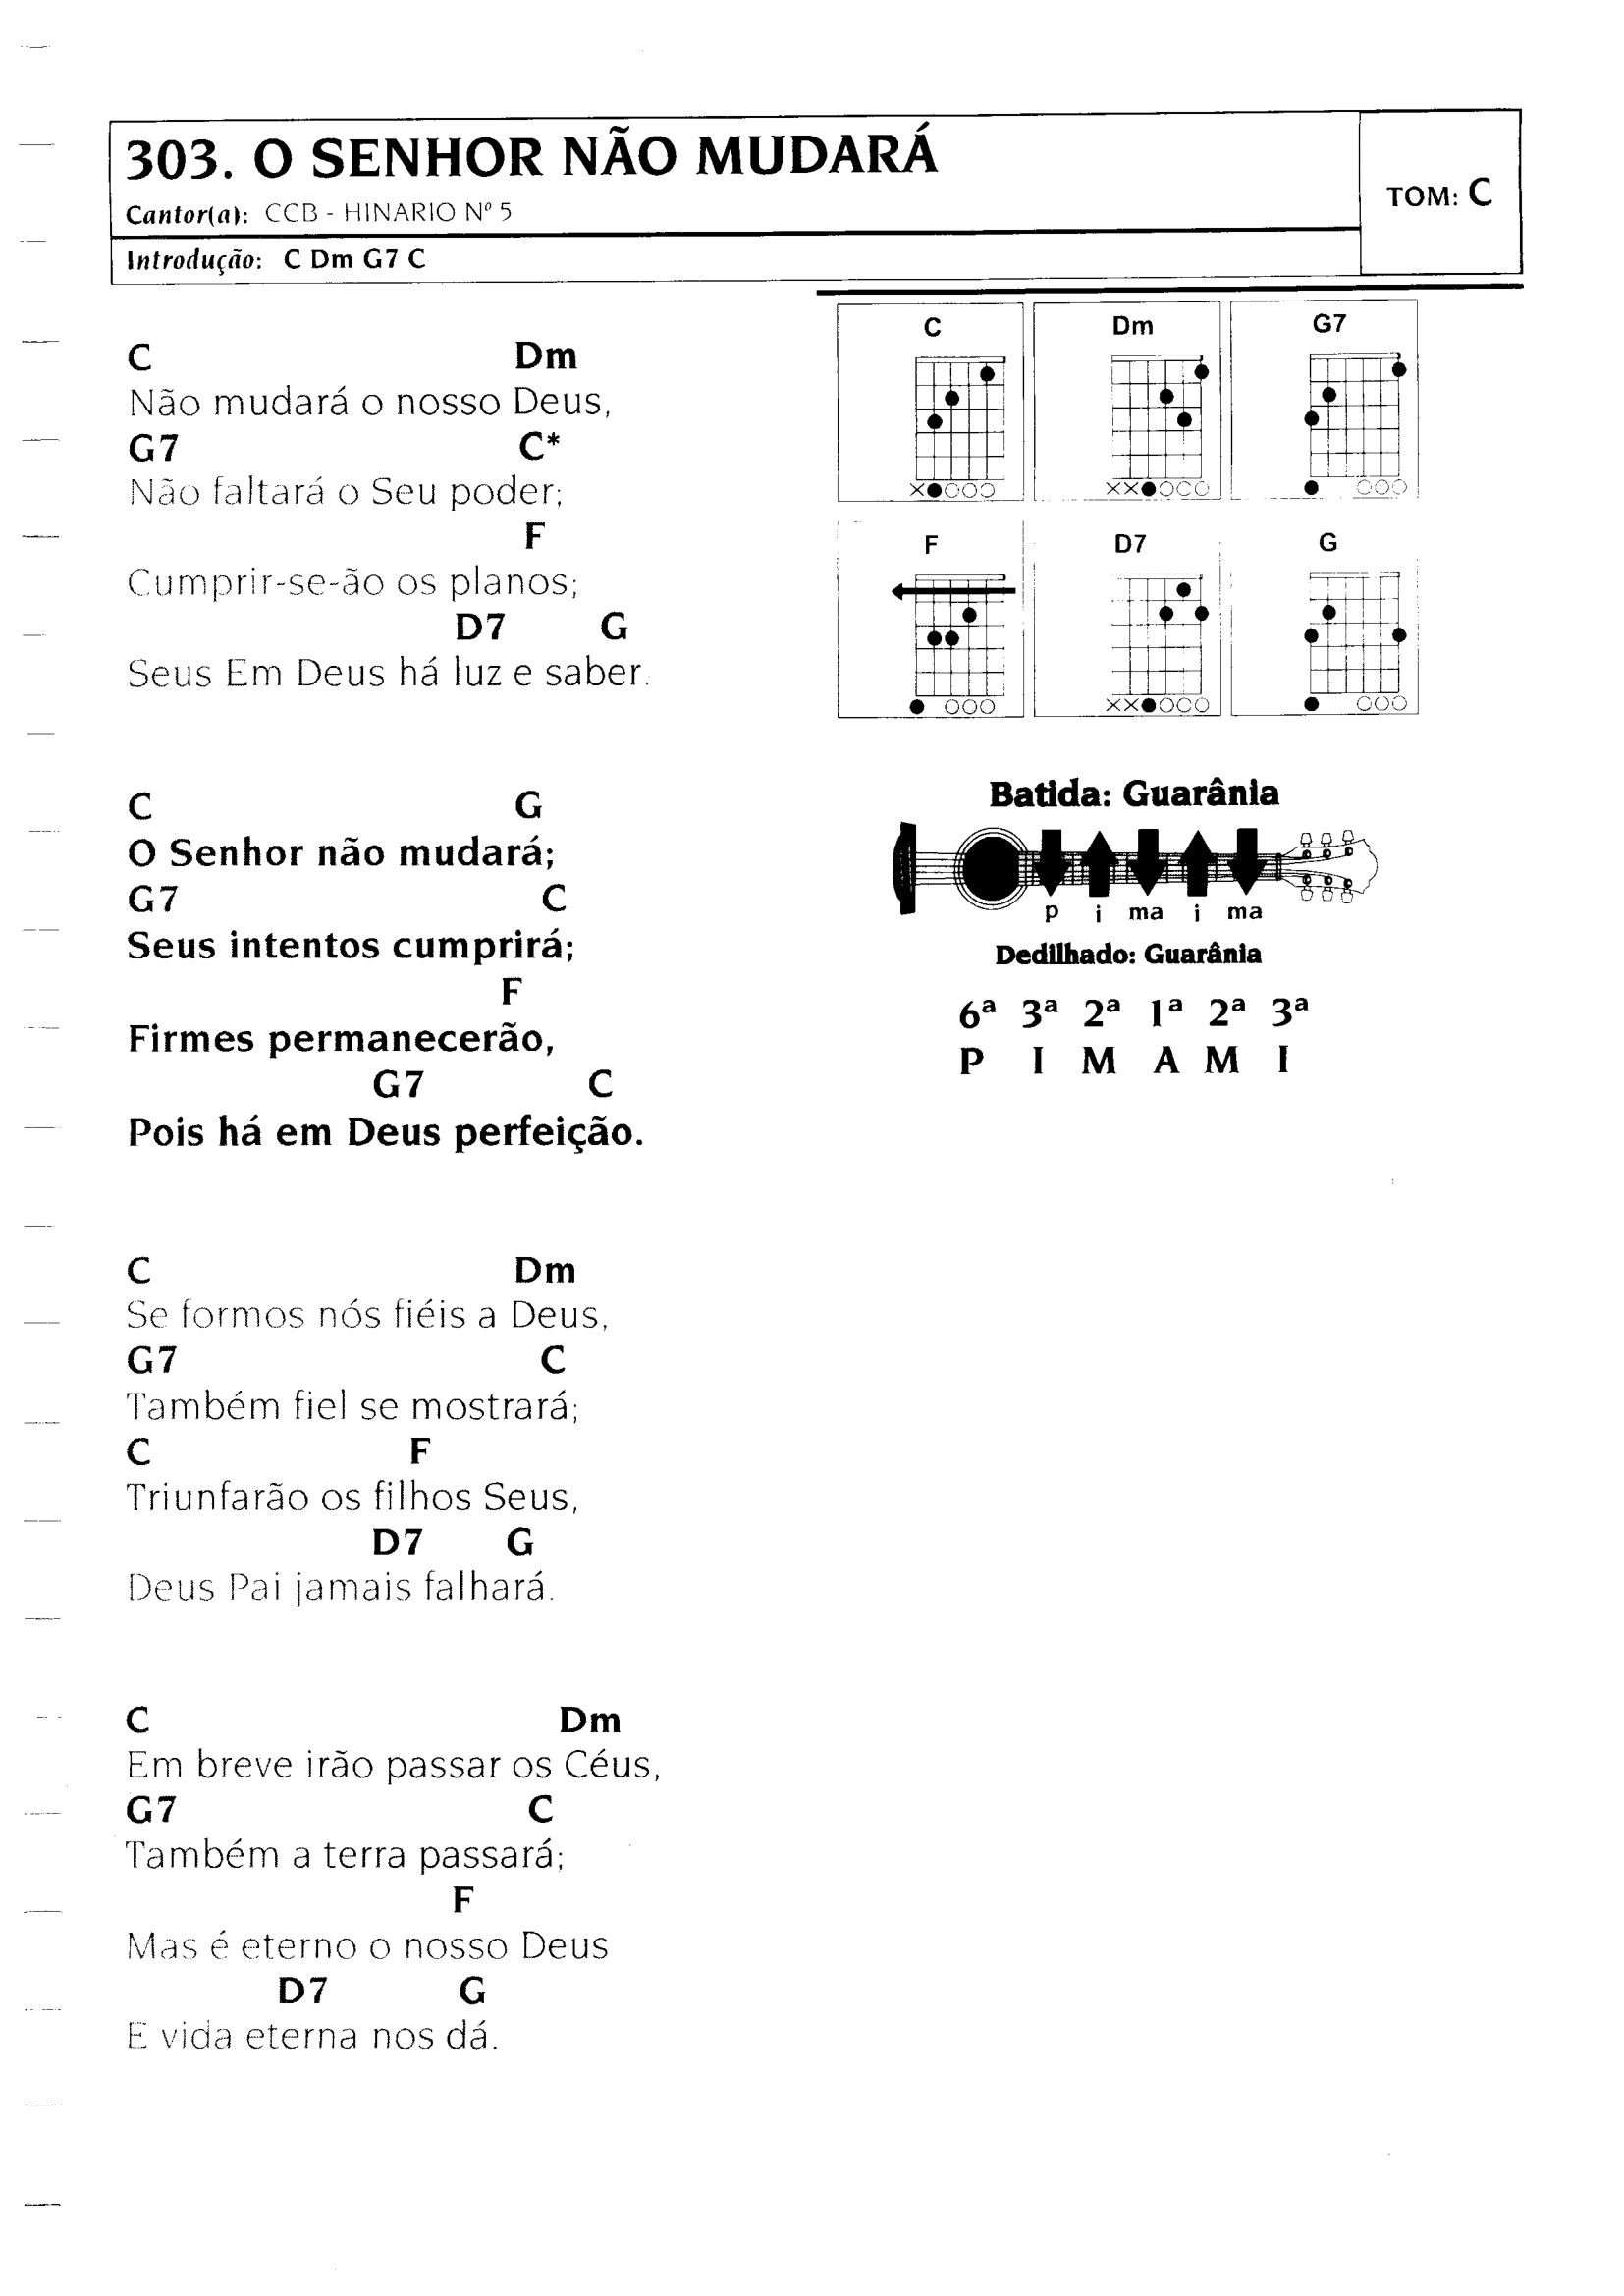 303. O SENHOR NÃO MUDARÁ
Cantor(a): CCB - HINARIO Nº 5
TOM: C
Introdução: C Dm G7 C
C Dm
Não mudará o nosso Deus,
G7 C*
Não faltará o Seu poder;
F
Cumprir-se-ão os planos;
D7 G
Seus Em Deus há luz e saber.
C G
O Senhor não mudará;
G7 C
Seus intentos cumprirá;
F
Firmes permanecerão,
G7 C
Pois há em Deus perfeição.
C Dm
Se formos nós fiéis a Deus,
G7 C
Também fiel se mostrará;
C F
Triunfarão os filhos Seus,
D7 G
Deus Pai jamais falhará.
C Dm
Em breve irão passar os Céus,
G7 C
Também a terra passará;
F
Mas é eterno o nosso Deus
D7 G
E vida eterna nos dá.
C Dm G7
F D7 G
Batida: Guarânia
p i ma i ma
Dedilhado: Guarânia
6ª 3ª 2ª 1ª 2ª 3ª
P I M A M I